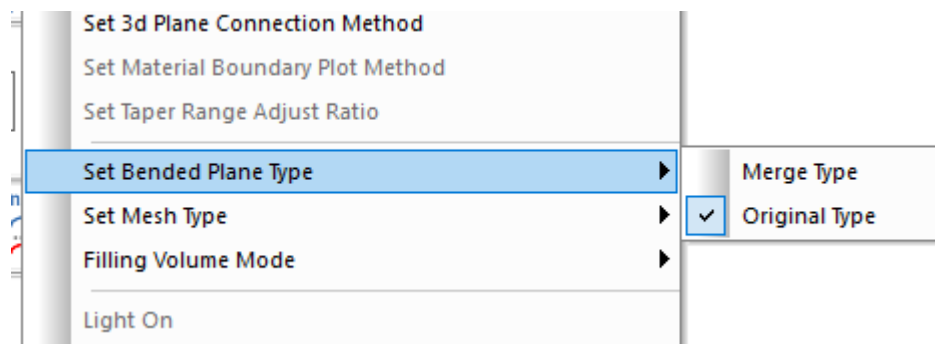 Set 3d Plane Connection Method
Set Material Boundary Plot Method
Set Taper Range Adjust Ratio
Set Bended Plane Type
Merge Type
Set Mesh Type
Original Type
Filling Volume Mode
Light On